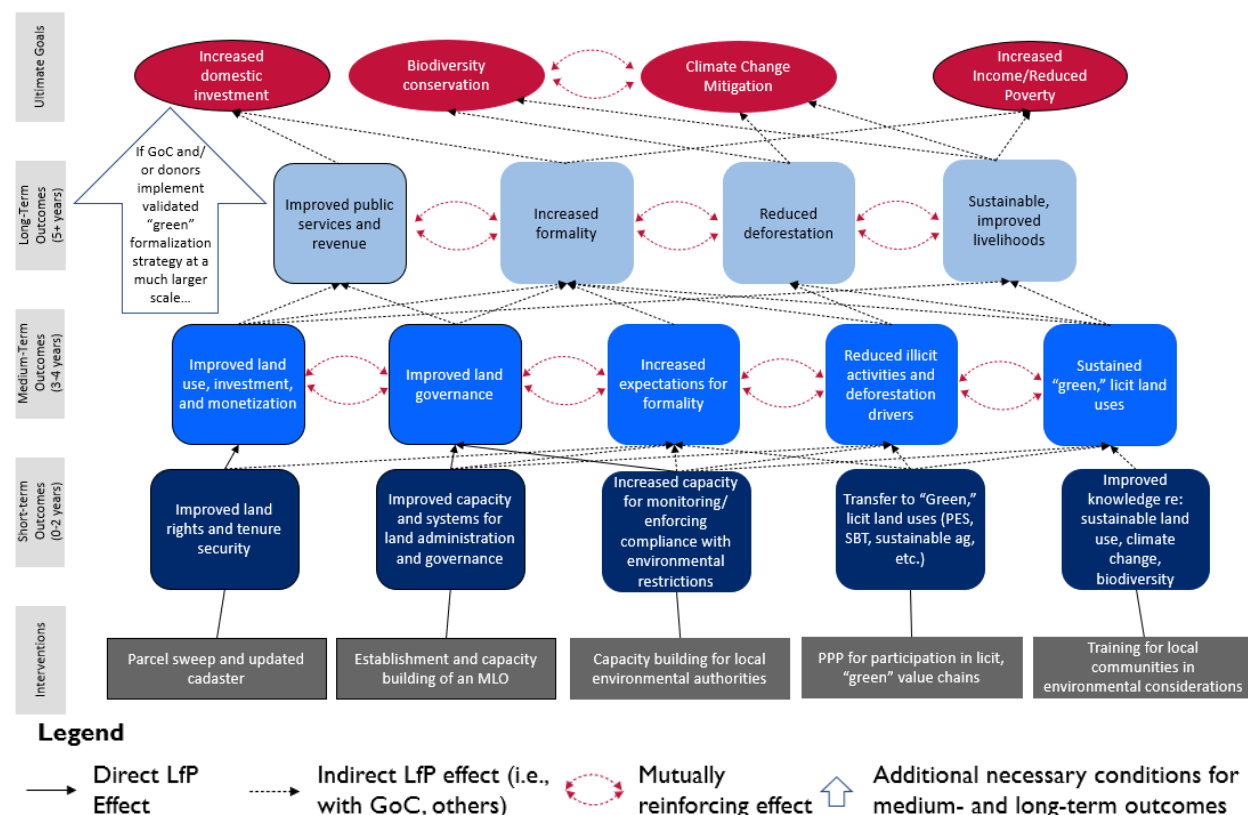 Ultimate Goals
Increased
domestic
investment
Biodiversity
conservation
Climate Change
Mitigation
Increased
Income/Reduced
Poverty
If GoC and/
or donors
implement
validated
“green”
formalization
strategy at a
much larger
scale...
Long-Term
Outcomes
(5+ years)
Improved public
services and
revenue
Increased
formality
Reduced
deforestation
Sustainable,
improved
livelihoods
Medium-Term
Outcomes
(3-4 years)
Improved land
use, investment,
and monetization
Improved land
governance
Increased
expectations for
formality
Reduced illicit
activities and
deforestation
drivers
Sustained
“green,” licit land
uses
Short-term
Outcomes
(0-2 years)
Improved land
rights and tenure
security
Improved capacity
and systems for
land administration
and governance
Increased capacity
for monitoring/
enforcing
compliance with
environmental
restrictions
Transfer to “Green,”
licit land uses (PES,
SBT, sustainable ag,
etc.)
Improved
knowledge re:
sustainable land
use, climate
change,
biodiversity
Interventions
Parcel sweep and updated
cadaster
Establishment and capacity
building of an MLO
Capacity building for local
environmental authorities
PPP for participation in licit,
“green” value chains
Training for local
communities in
environmental considerations
Legend
Direct LfP
Effect
Indirect LfP effect (i.e.,
with GoC, others)
Mutually
reinforcing effect
Additional necessary conditions for
medium- and long-term outcomes